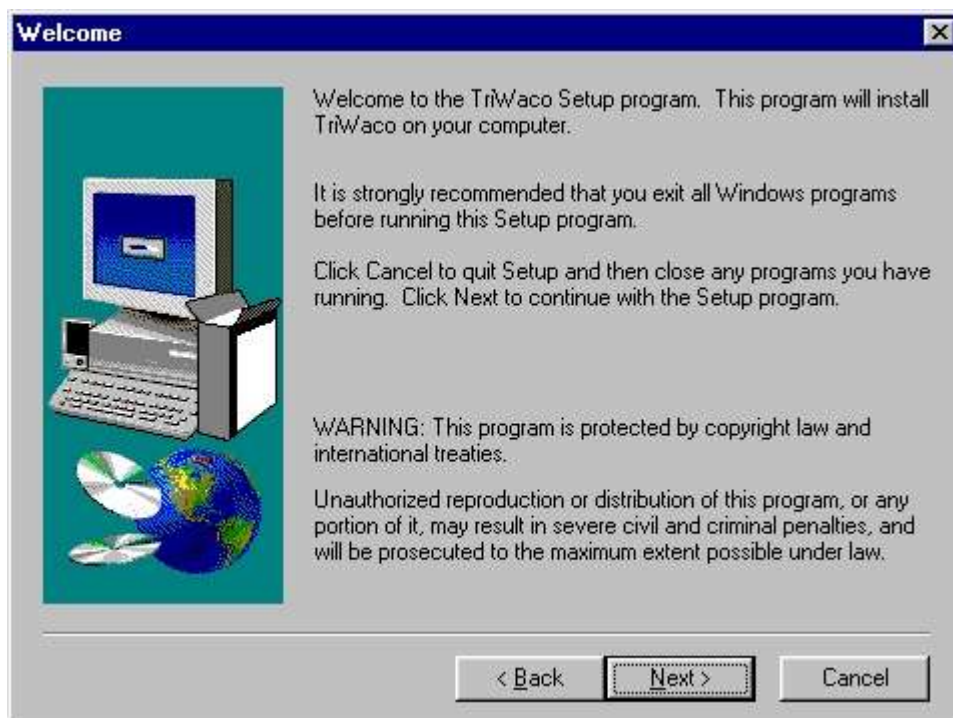 Welcome
Welcome to the TriWaco Setup program.  This program will install
TriWaco on your computer.
It is strongly recommended that you exit all Windows programs
before running this Setup program.
Click Cancel to quit Setup and then close any programs you have
running.  Click Next to continue with the Setup program.
WARNING: This program is protected by copyright law and
international treaties.
Unauthorized reproduction or distribution of this program, or any
portion of it, may result in severe civil and criminal penalties, and
will be prosecuted to the maximum extent possible under law.
< Back Next > Cancel